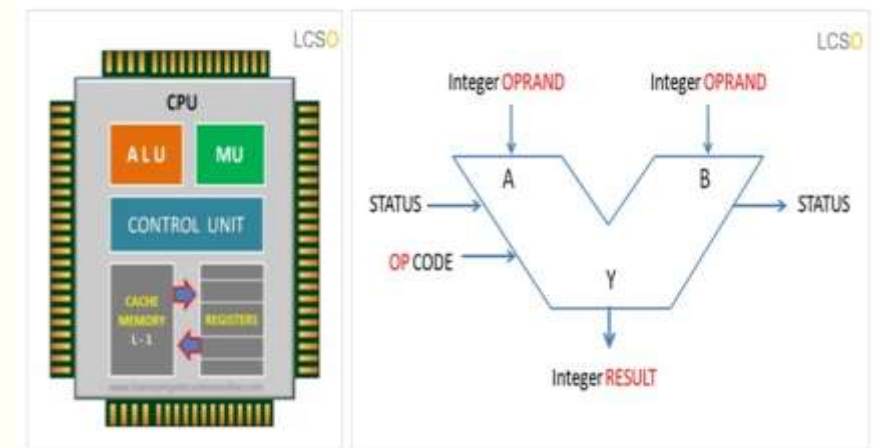 LCSO
CPU
ALU
MU
CONTROL UNIT
CACHE
MEMORY
L-1
REGISTERS
LCSO
Integer OPRAND
Integer OPRAND
A
B
STATUS
STATUS
OP CODE
Y
Integer RESULT